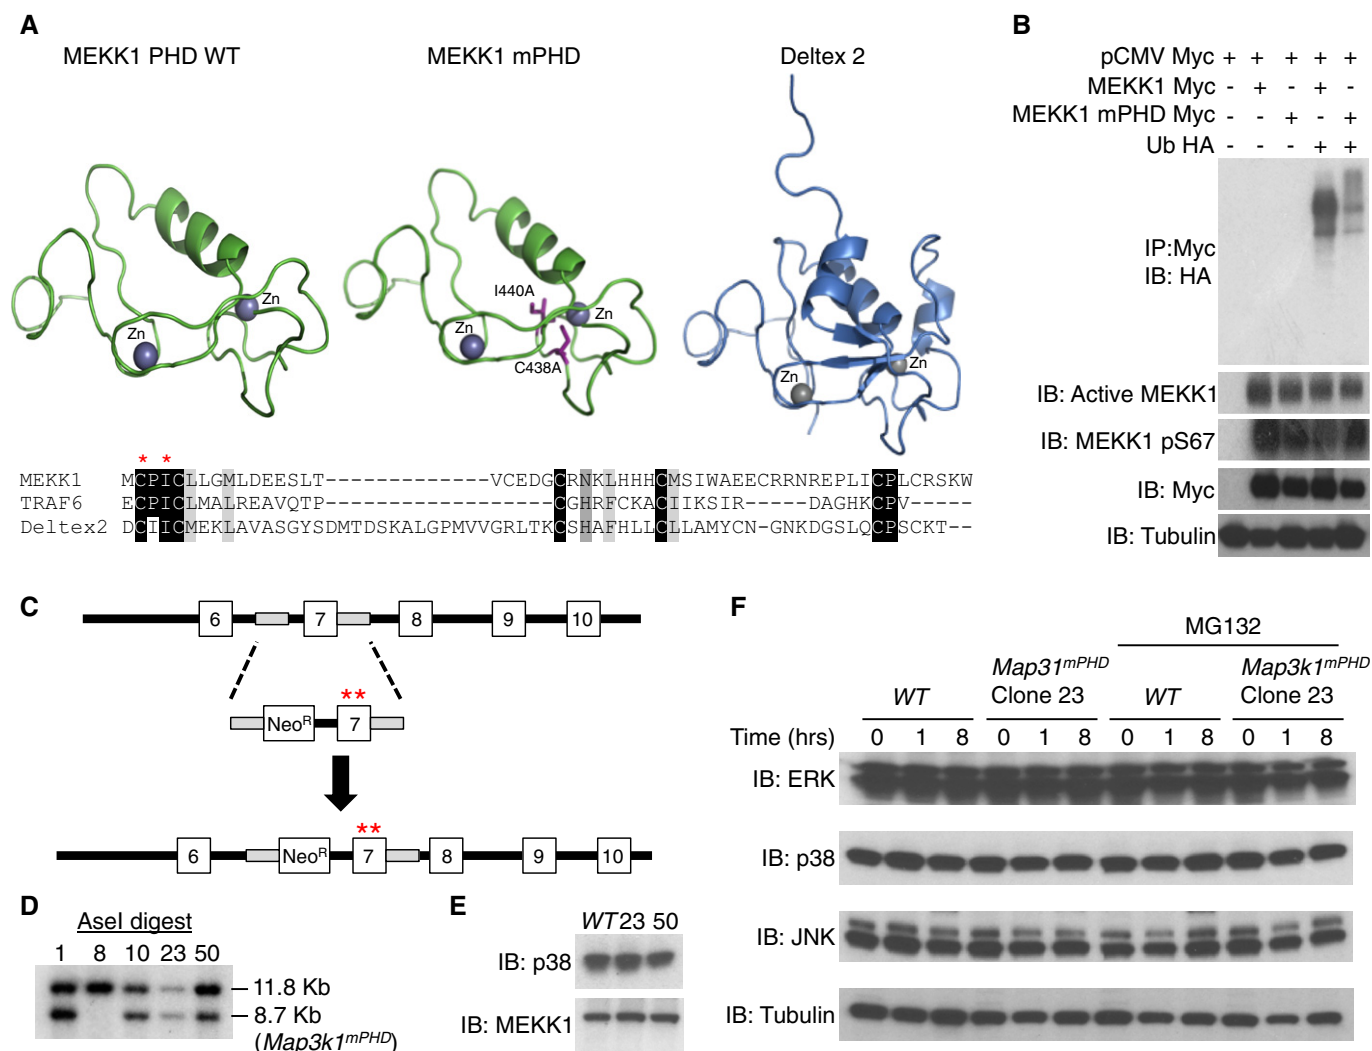 A
MEKK1 PHD WT
MEKK1 mPHD
Deltex 2
Zn
Zn
I440A
Zn
Zn
C438A
Zn
Zn
* *
MEKK1 MCPICLLGMLDEESLT----------------VCEDGCRNKLHHHCMSIWAEECRRNREPLICPLCRSKW
TRAF6 ECPICLMALREAVQTP----------------------CGHRFCKACIIKSIR------DAGHKCPV----
Deltex2 DCIICMEKLAVASGYSDMTDSKALGPMVVGRLTKCSHAFHLLCLLAMYCN-GNKDGSLQCPSCKT--
B
pCMV Myc + + + + +
MEKK1 Myc - + - + -
MEKK1 mPHD Myc - - + - +
Ub HA - - - + +
IP:Myc
IB: HA
IB: Active MEKK1
IB: MEKK1 pS67
IB: Myc
IB: Tubulin
C
6 7 8 9 10
**
NeoR 7
**
6 NeoR 7 8 9 10
D
AseI digest
1 8 10 23 50
11.8 Kb
8.7 Kb
(Map3k1mPHD)
E
WT 23 50
IB: p38
IB: MEKK1
F
MG132
Map31mPHD Map3k1mPHD
WT Clone 23 WT Clone 23
Time (hrs) 0 1 8 0 1 8 0 1 8 0 1 8
IB: ERK
IB: p38
IB: JNK
IB: Tubulin